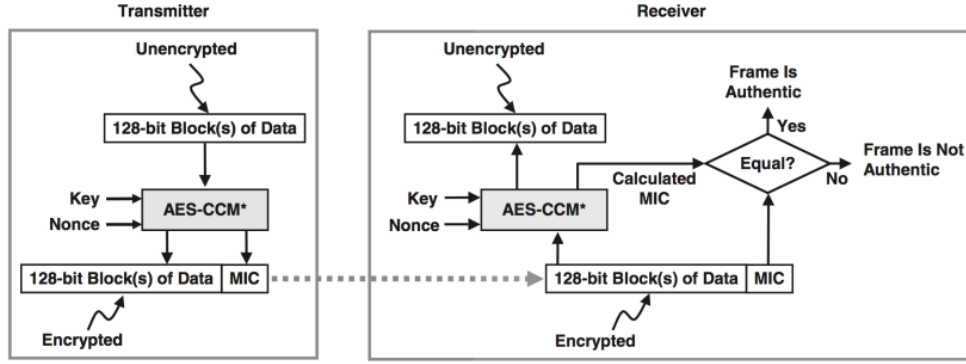 Transmitter
Unencrypted
128-bit Block(s) of Data
Key
Nonce
AES-CCM*
128-bit Block(s) of Data
MIC
Encrypted
Receiver
Unencrypted
128-bit Block(s) of Data
Key
Nonce
AES-CCM*
Calculated
MIC
Frame Is
Authentic
Yes
Equal?
No
Frame Is Not
Authentic
128-bit Block(s) of Data
MIC
Encrypted